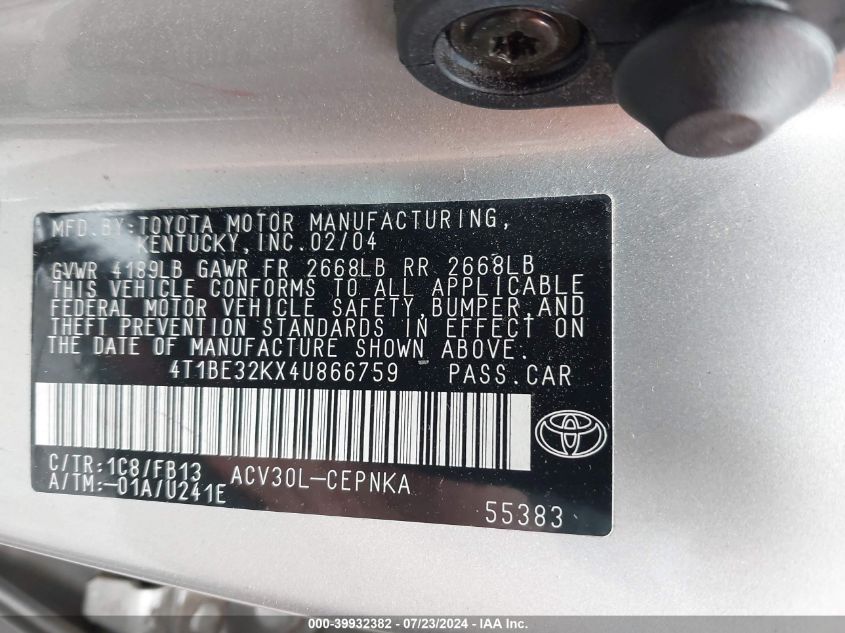 MFD.BY:TOYOTA MOTOR MANUFACTURING,
KENTUCKY,INC.02/04
GVWR 4189LB GAWR FR 2668LB RR 2668LB
THIS VEHICLE CONFORMS TO ALL APPLICABLE
FEDERAL MOTOR VEHICLE SAFETY,BUMPER,AND
THEFT PREVENTION STANDARDS IN EFFECT ON
THE DATE OF MANUFACTURE SHOWN ABOVE.
4T1BE32KX4U866759 PASS.CAR
C/TR:1C8/FB13 ACV30L-CEPNKA
A/TM:-01A/U241E
55383
000-39932382 - 07/23/2024 - IAA, Inc.